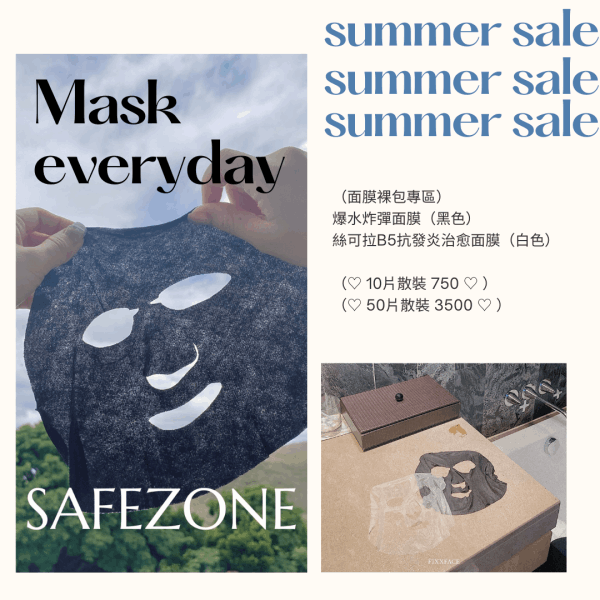 summer sale
summer sale
summer sale
Mask
everyday
（面膜裸包專區）
爆水炸彈面膜（黑色）
絲可拉B5抗發炎治愈面膜（白色）
（♡ 10片散裝 750 ♡ ）
（♡ 50片散裝 3500 ♡ ）
SAFEZONE